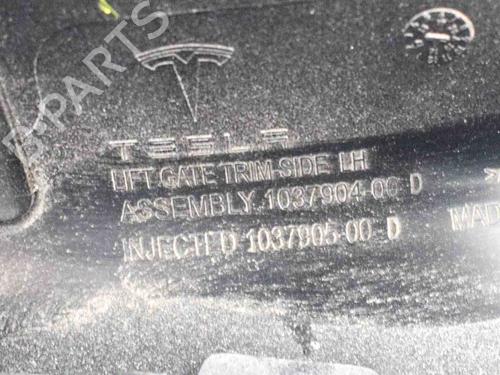 B-PARTS
TESLA
LIFT GATE TRIM-SIDE LH
ASSEMBLY 1037904-00 D
INJECTED 1037905-00 D